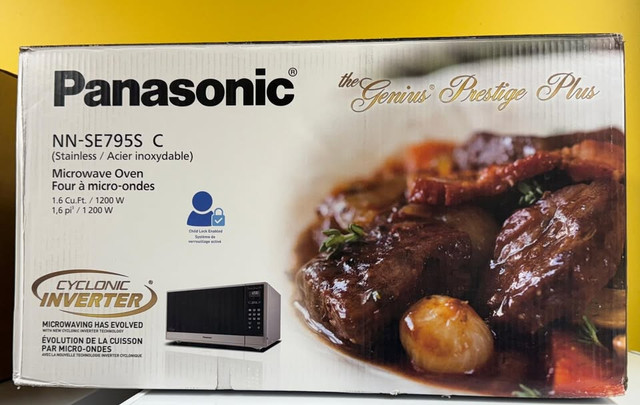 Panasonic®
the Genius® Prestige Plus
NN-SE795S C
(Stainless / Acier inoxydable)
Microwave Oven
Four à micro-ondes
1.6 Cu.Ft. / 1200 W
1,6 pi³ / 1 200 W
Child Lock Enabled
Système de
verrouillage activé
CYCLONIC
INVERTER®
MICROWAVING HAS EVOLVED
WITH NEW CYCLONIC INVERTER TECHNOLOGY
ÉVOLUTION DE LA CUISSON
PAR MICRO-ONDES
AVEC LA NOUVELLE TECHNOLOGIE INVERTER CYCLONIQUE